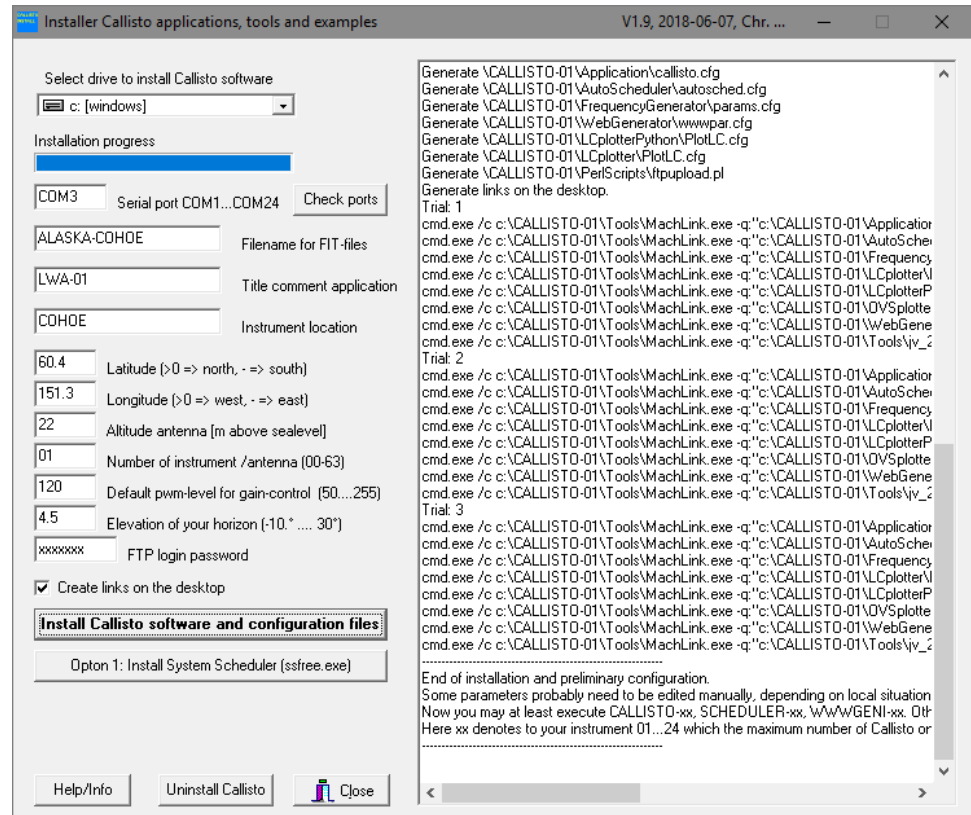 Installer Callisto applications, tools and examples V1.9, 2018-06-07, Chr. ...
Select drive to install Callisto software
c: [windows]
Installation progress
COM3 Serial port COM1...COM24 Check ports
ALASKA-COHOE Filename for FIT-files
LWA-01 Title comment application
COHOE Instrument location
60.4 Latitude (>0 => north, - => south)
151.3 Longitude (>0 => west, - => east)
22 Altitude antenna [m above sealevel]
01 Number of instrument /antenna (00-63)
120 Default pwm-level for gain-control (50....255)
4.5 Elevation of your horizon (-10.° .... 30°)
xxxxxxx FTP login password
Create links on the desktop
Install Callisto software and configuration files
Opton 1: Install System Scheduler (ssfree.exe)
Help/Info Uninstall Callisto Close
Generate \CALLISTO-01\Application\callisto.cfg
Generate \CALLISTO-01\AutoScheduler\autosched.cfg
Generate \CALLISTO-01\FrequencyGenerator\params.cfg
Generate \CALLISTO-01\WebGenerator\wwwpar.cfg
Generate \CALLISTO-01\LCplotterPython\PlotLC.cfg
Generate \CALLISTO-01\LCplotter\PlotLC.cfg
Generate \CALLISTO-01\PerlScripts\ftpupload.pl
Generate links on the desktop.
Trial: 1
cmd.exe /c c:\CALLISTO-01\Tools\MachLink.exe -q:"c:\CALLISTO-01\Application
cmd.exe /c c:\CALLISTO-01\Tools\MachLink.exe -q:"c:\CALLISTO-01\AutoSche
cmd.exe /c c:\CALLISTO-01\Tools\MachLink.exe -q:"c:\CALLISTO-01\Frequency
cmd.exe /c c:\CALLISTO-01\Tools\MachLink.exe -q:"c:\CALLISTO-01\LCplotter\
cmd.exe /c c:\CALLISTO-01\Tools\MachLink.exe -q:"c:\CALLISTO-01\LCplotterP
cmd.exe /c c:\CALLISTO-01\Tools\MachLink.exe -q:"c:\CALLISTO-01\OVSplotte
cmd.exe /c c:\CALLISTO-01\Tools\MachLink.exe -q:"c:\CALLISTO-01\WebGene
cmd.exe /c c:\CALLISTO-01\Tools\MachLink.exe -q:"c:\CALLISTO-01\Tools\jv_2
Trial: 2
cmd.exe /c c:\CALLISTO-01\Tools\MachLink.exe -q:"c:\CALLISTO-01\Application
cmd.exe /c c:\CALLISTO-01\Tools\MachLink.exe -q:"c:\CALLISTO-01\AutoSche
cmd.exe /c c:\CALLISTO-01\Tools\MachLink.exe -q:"c:\CALLISTO-01\Frequency
cmd.exe /c c:\CALLISTO-01\Tools\MachLink.exe -q:"c:\CALLISTO-01\LCplotter\
cmd.exe /c c:\CALLISTO-01\Tools\MachLink.exe -q:"c:\CALLISTO-01\LCplotterP
cmd.exe /c c:\CALLISTO-01\Tools\MachLink.exe -q:"c:\CALLISTO-01\OVSplotte
cmd.exe /c c:\CALLISTO-01\Tools\MachLink.exe -q:"c:\CALLISTO-01\WebGene
cmd.exe /c c:\CALLISTO-01\Tools\MachLink.exe -q:"c:\CALLISTO-01\Tools\jv_2
Trial: 3
cmd.exe /c c:\CALLISTO-01\Tools\MachLink.exe -q:"c:\CALLISTO-01\Application
cmd.exe /c c:\CALLISTO-01\Tools\MachLink.exe -q:"c:\CALLISTO-01\AutoSche
cmd.exe /c c:\CALLISTO-01\Tools\MachLink.exe -q:"c:\CALLISTO-01\Frequency
cmd.exe /c c:\CALLISTO-01\Tools\MachLink.exe -q:"c:\CALLISTO-01\LCplotter\
cmd.exe /c c:\CALLISTO-01\Tools\MachLink.exe -q:"c:\CALLISTO-01\LCplotterP
cmd.exe /c c:\CALLISTO-01\Tools\MachLink.exe -q:"c:\CALLISTO-01\OVSplotte
cmd.exe /c c:\CALLISTO-01\Tools\MachLink.exe -q:"c:\CALLISTO-01\WebGene
cmd.exe /c c:\CALLISTO-01\Tools\MachLink.exe -q:"c:\CALLISTO-01\Tools\jv_2
------------------------------------------------------------
End of installation and preliminary configuration.
Some parameters probably need to be edited manually, depending on local situation
Now you may at least execute CALLISTO-xx, SCHEDULER-xx, WWWGENI-xx. Oth
Here xx denotes to your instrument 01...24 which the maximum number of Callisto or
------------------------------------------------------------